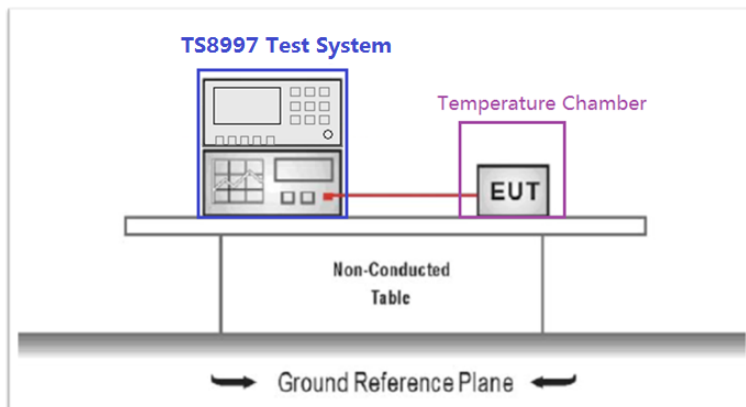 TS8997 Test System
Temperature Chamber
EUT
Non-Conducted
Table
Ground Reference Plane